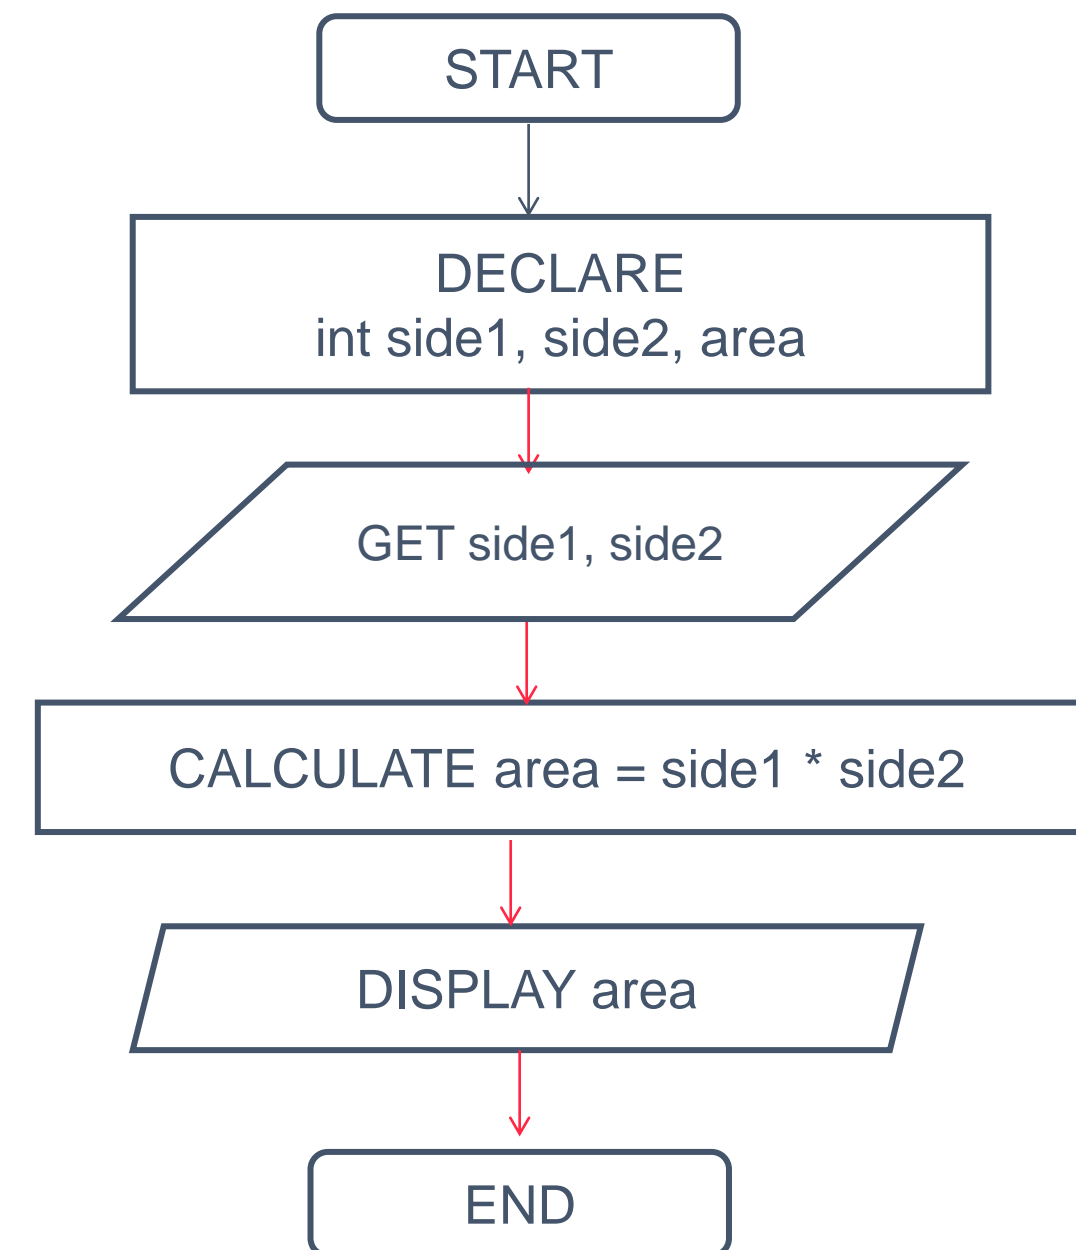 START
DECLARE
int side1, side2, area
GET side1, side2
CALCULATE area = side1 * side2
DISPLAY area
END